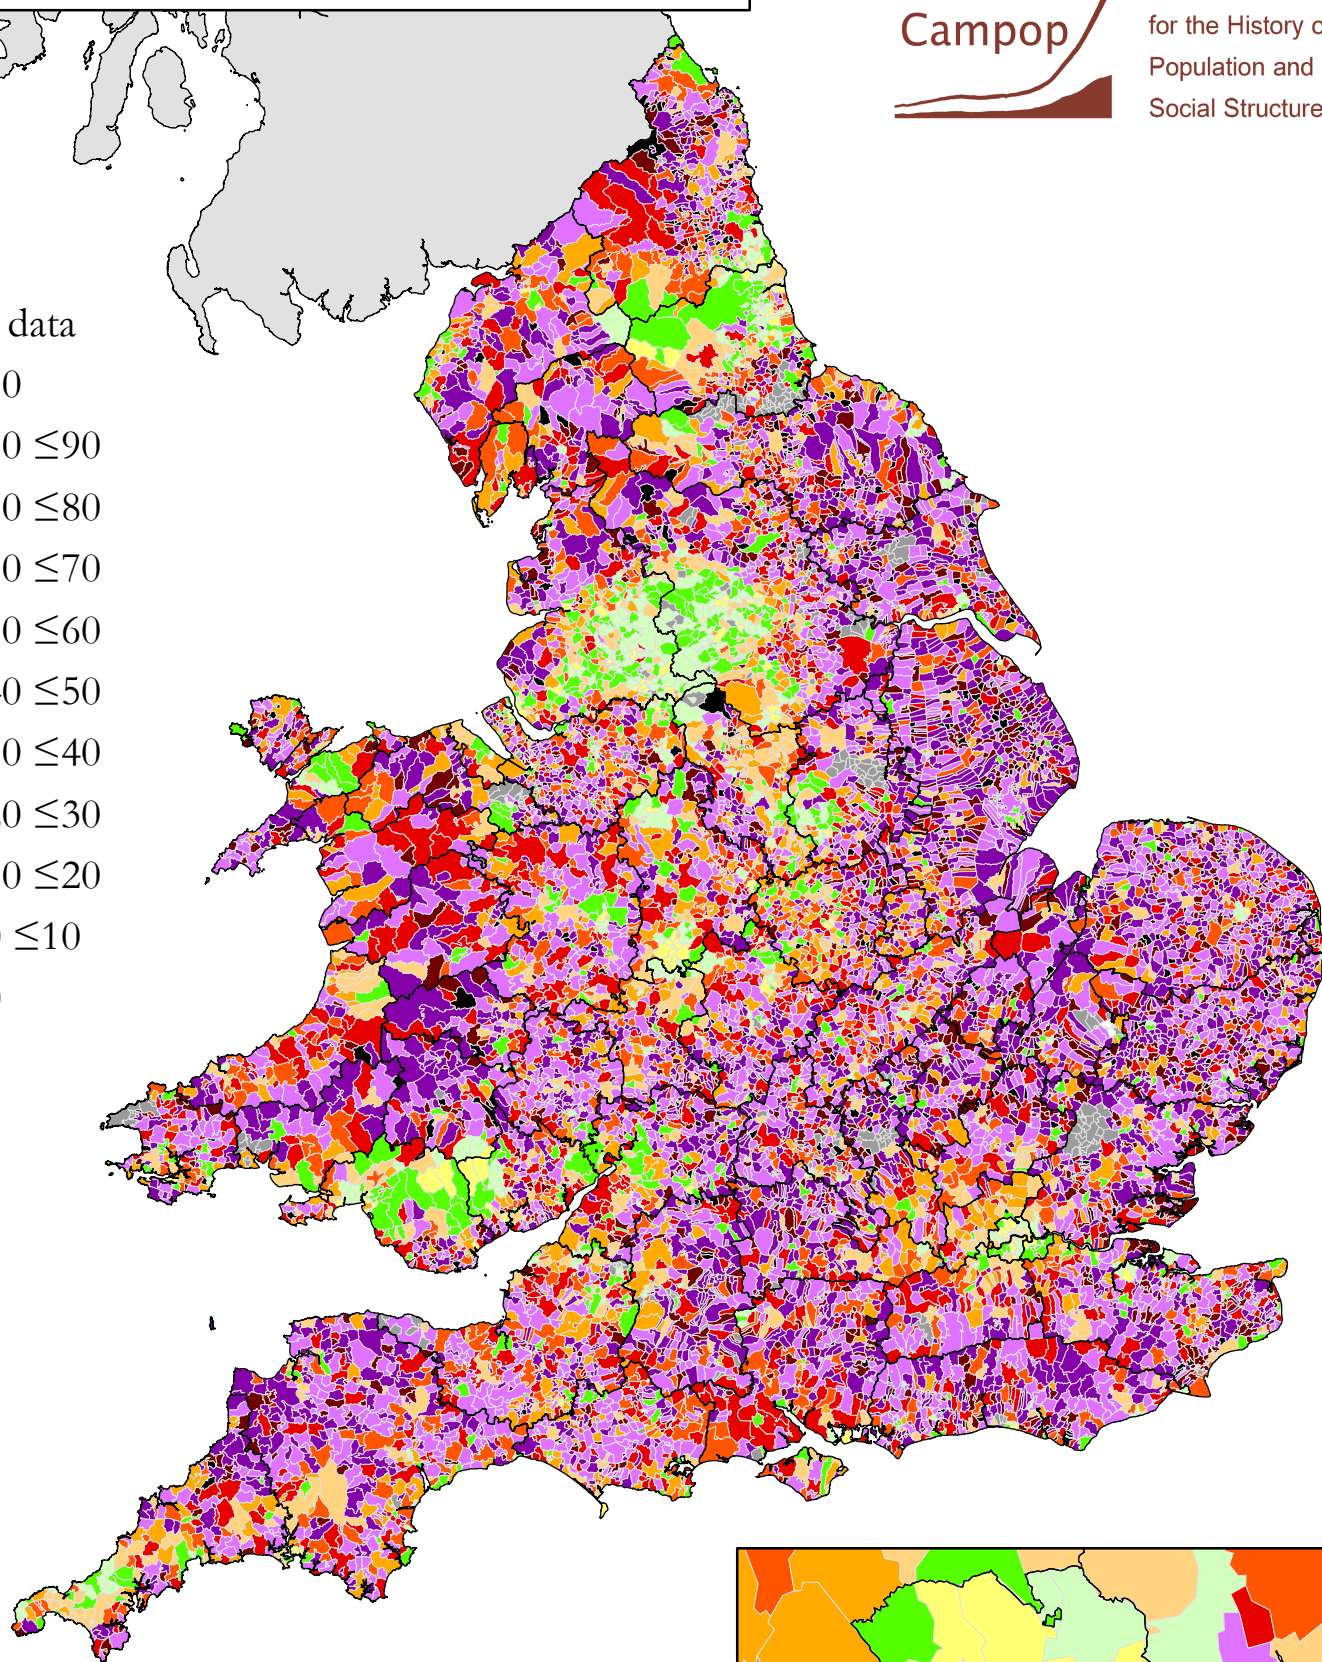 Campop
for the History o
Population and
Social Structure
data
0
0 ≤90
0 ≤80
0 ≤70
0 ≤60
0 ≤50
0 ≤40
0 ≤30
0 ≤20
≤10